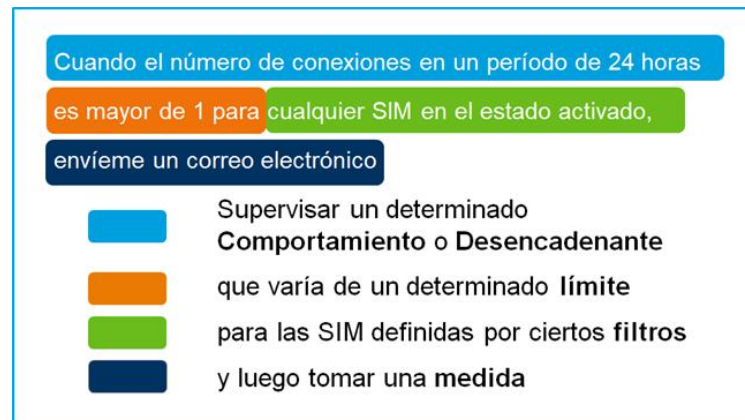 Cuando el número de conexiones en un período de 24 horas
es mayor de 1 para cualquier SIM en el estado activado,
envíeme un correo electrónico
Supervisar un determinado
Comportamiento o Desencadenante
que varía de un determinado límite
para las SIM definidas por ciertos filtros
y luego tomar una medida